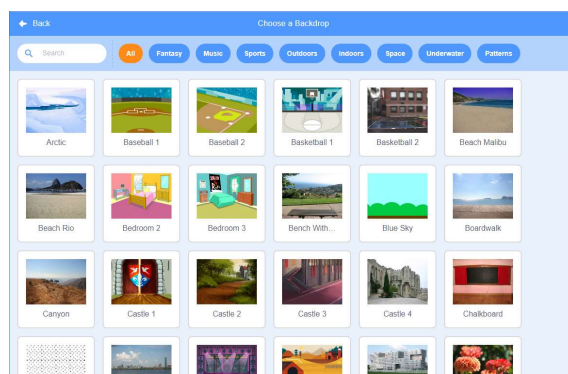 Back
Choose a Backdrop
Search
All Fantasy Music Sports Outdoors Indoors Space Underwater Patterns
Arctic Baseball 1 Baseball 2 Basketball 1 Basketball 2 Beach Malibu
Beach Rio Bedroom 2 Bedroom 3 Bench With... Blue Sky Boardwalk
Canyon Castle 1 Castle 2 Castle 3 Castle 4 Chalkboard